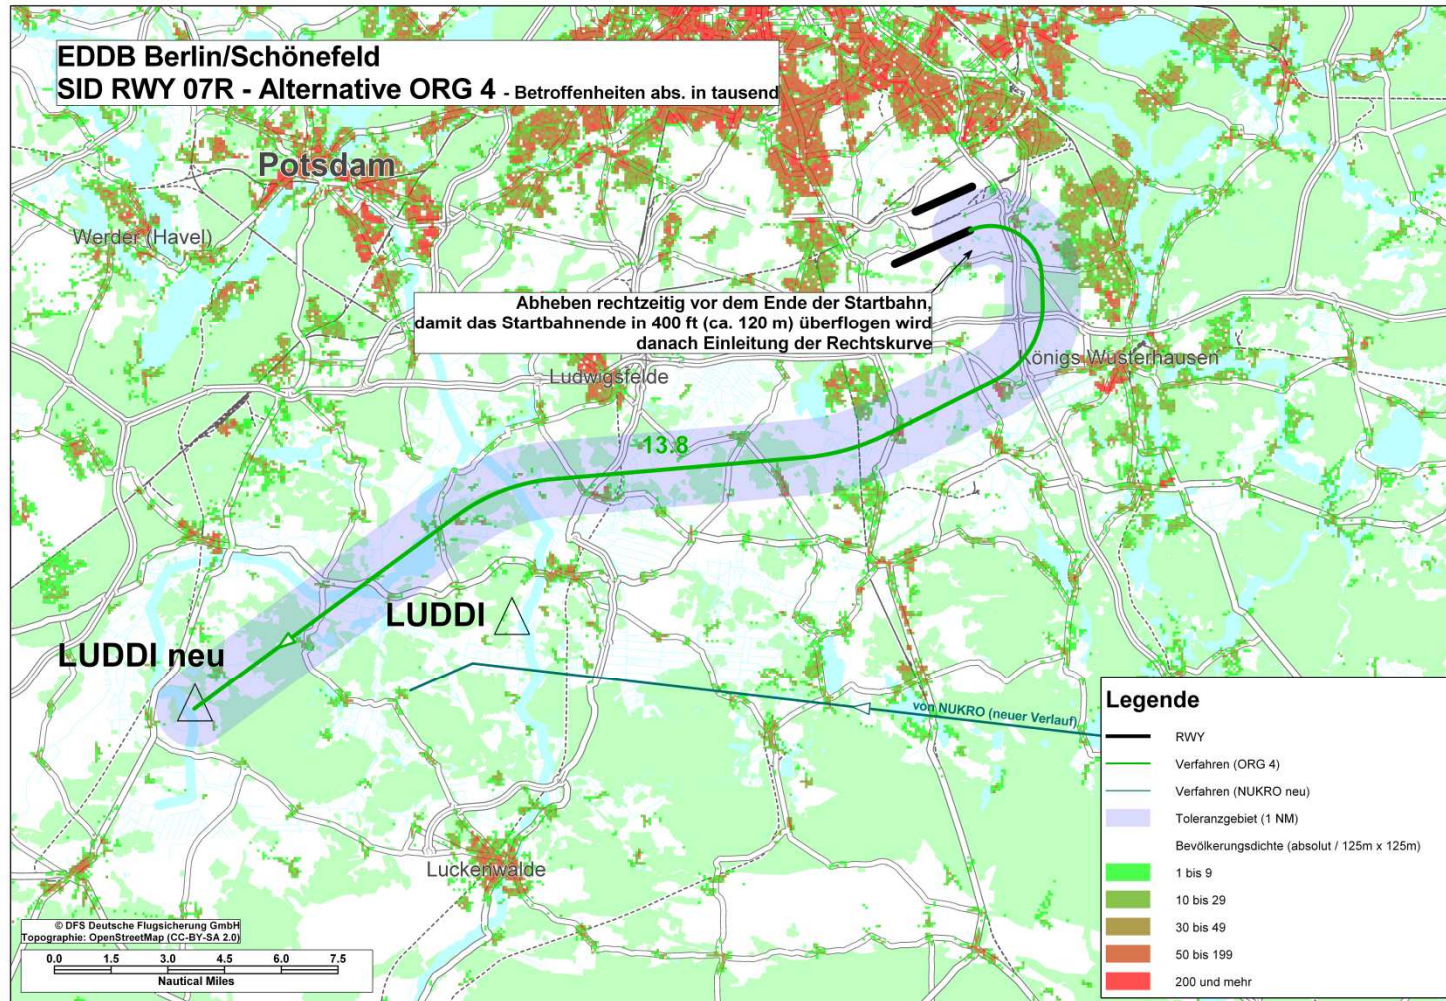 EDDB Berlin/Schönefeld
SID RWY 07R - Alternative ORG 4 - Betroffenheiten abs. in tausend
Potsdam
Werder (Havel)
Abheben rechtzeitig vor dem Ende der Startbahn,
damit das Startbahnende in 400 ft (ca. 120 m) überflogen wird
danach Einleitung der Rechtskurve
Königs Wusterhausen
Ludwigsfelde
13.8
LUDDI
LUDDI neu
von NUKRO (neuer Verlauf)
Luckenwalde
Legende
RWY
Verfahren (ORG 4)
Verfahren (NUKRO neu)
Toleranzgebiet (1 NM)
Bevölkerungsdichte (absolut / 125m x 125m)
1 bis 9
10 bis 29
30 bis 49
50 bis 199
200 und mehr
© DFS Deutsche Flugsicherung GmbH
Topographie: OpenStreetMap (CC-BY-SA 2.0)
0.0 1.5 3.0 4.5 6.0 7.5
Nautical Miles